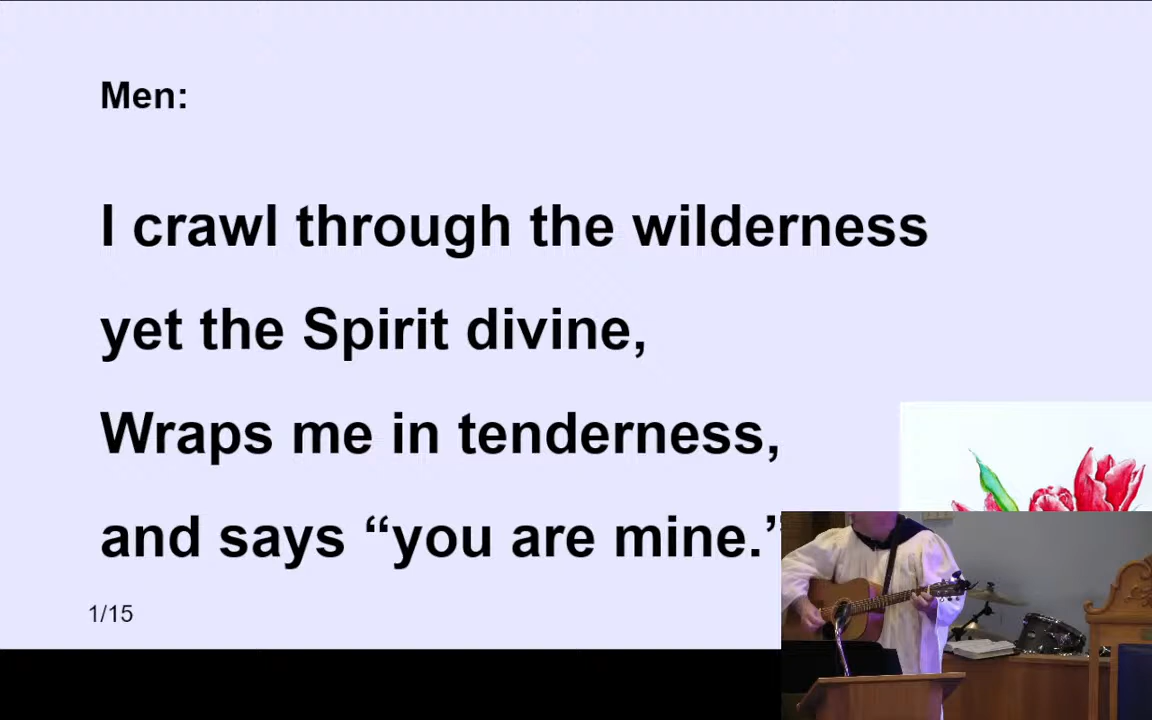 Men:
I crawl through the wilderness
yet the Spirit divine,
Wraps me in tenderness,
and says “you are mine.”
1/15